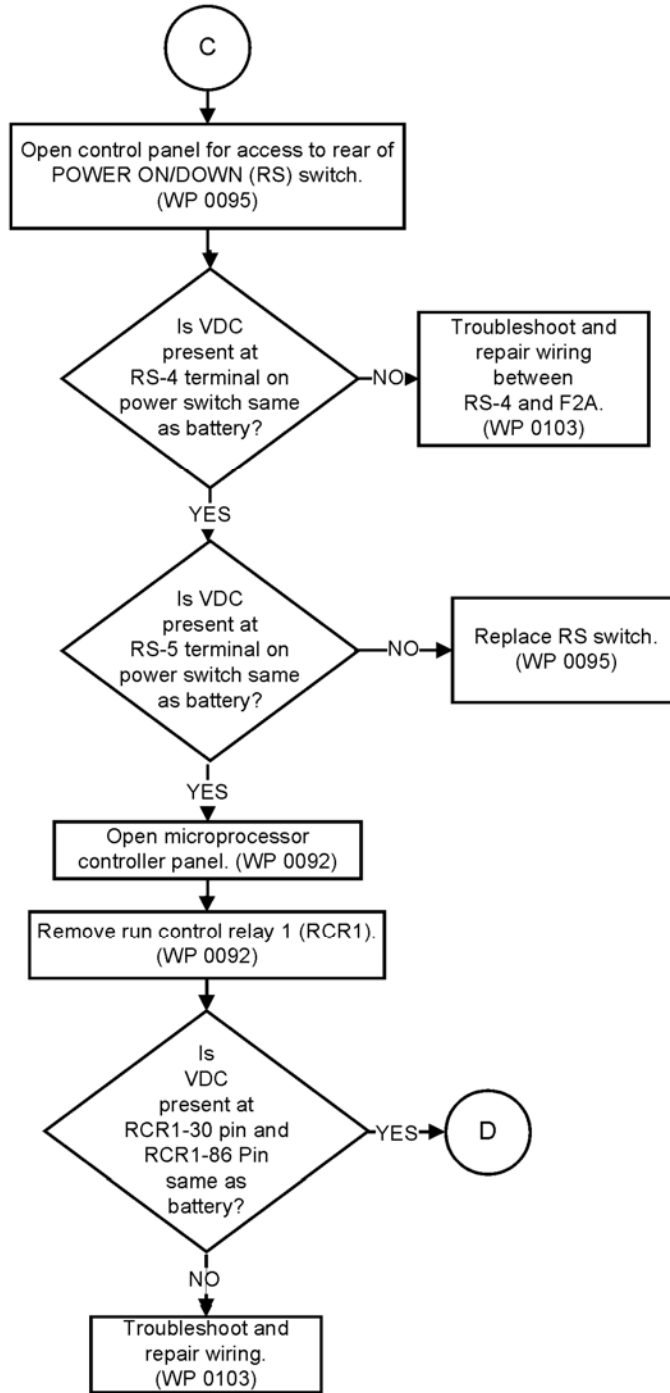 C
Open control panel for access to rear of
POWER ON/DOWN (RS) switch.
(WP 0095)
Is VDC
present at
RS-4 terminal on
power switch same
as battery?
NO
Troubleshoot and
repair wiring
between
RS-4 and F2A.
(WP 0103)
YES
Is VDC
present at
RS-5 terminal on
power switch same
as battery?
NO
Replace RS switch.
(WP 0095)
YES
Open microprocessor
controller panel. (WP 0092)
Remove run control relay 1 (RCR1).
(WP 0092)
Is
VDC
present at
RCR1-30 pin and
RCR1-86 Pin
same as
battery?
YES
D
NO
Troubleshoot and
repair wiring.
(WP 0103)